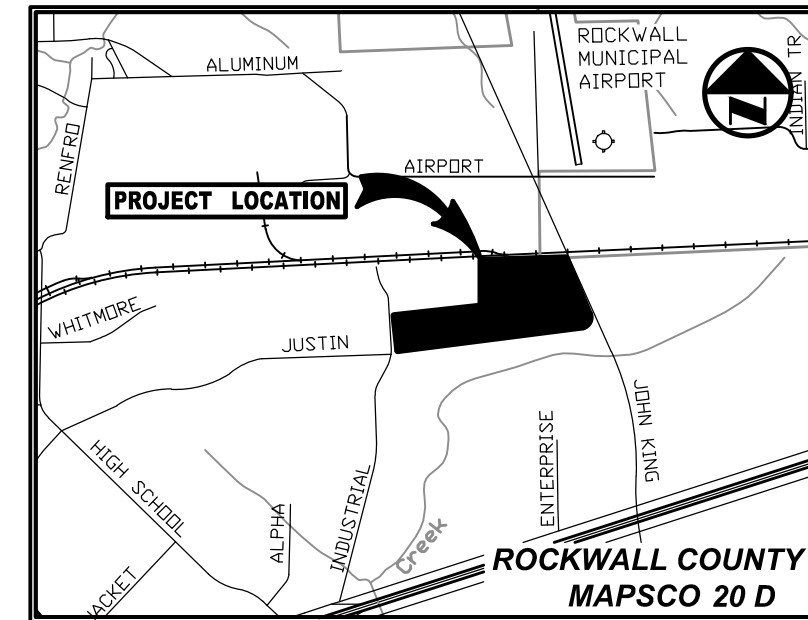 ROCKWALL
MUNICIPAL
AIRPORT
INDIAN TR
N
ALUMINUM
RENFRO
AIRPORT
PROJECT LOCATION
WHITMORE
JUSTIN
JOHN KING
ENTERPRISE
HIGH SCHOOL
ALPHA
INDUSTRIAL
Creek
JACKET
ROCKWALL COUNTY
MAPSCO 20 D